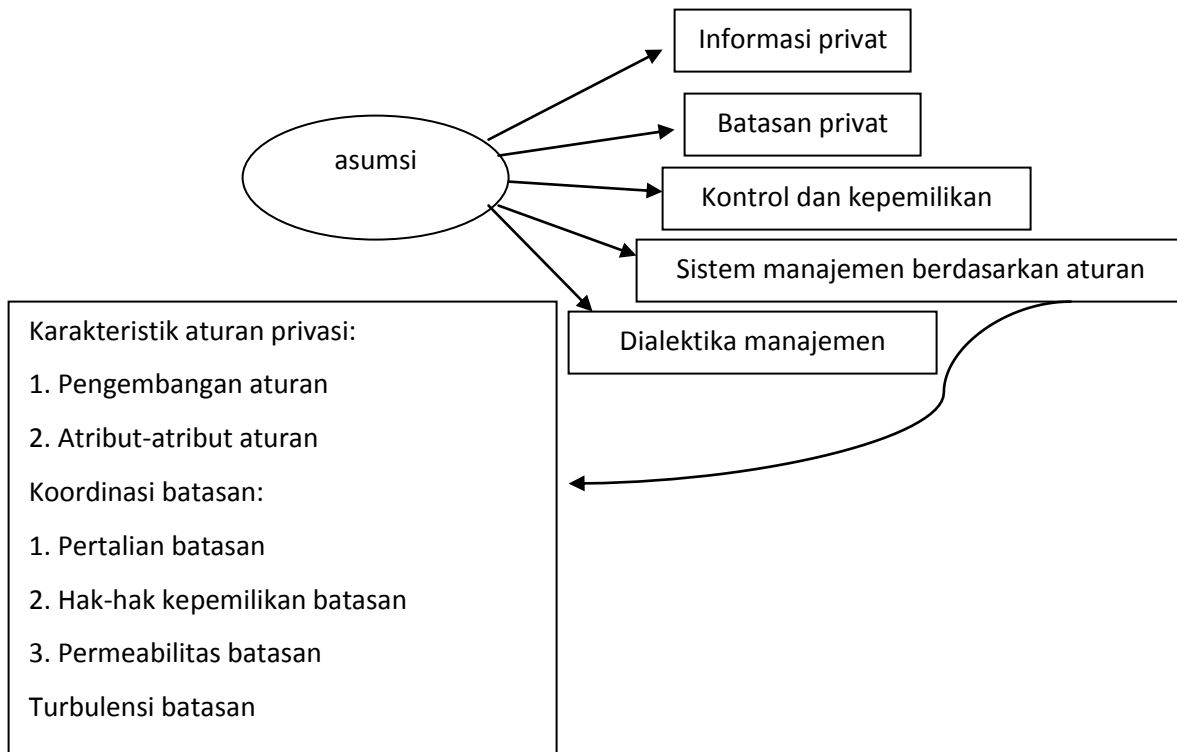 Informasi privat
Batasan privat
asumsi
Kontrol dan kepemilikan
Sistem manajemen berdasarkan aturan
Dialektika manajemen
Karakteristik aturan privasi:
1. Pengembangan aturan
2. Atribut-atribut aturan
Koordinasi batasan:
1. Pertalian batasan
2. Hak-hak kepemilikan batasan
3. Permeabilitas batasan
Turbulensi batasan